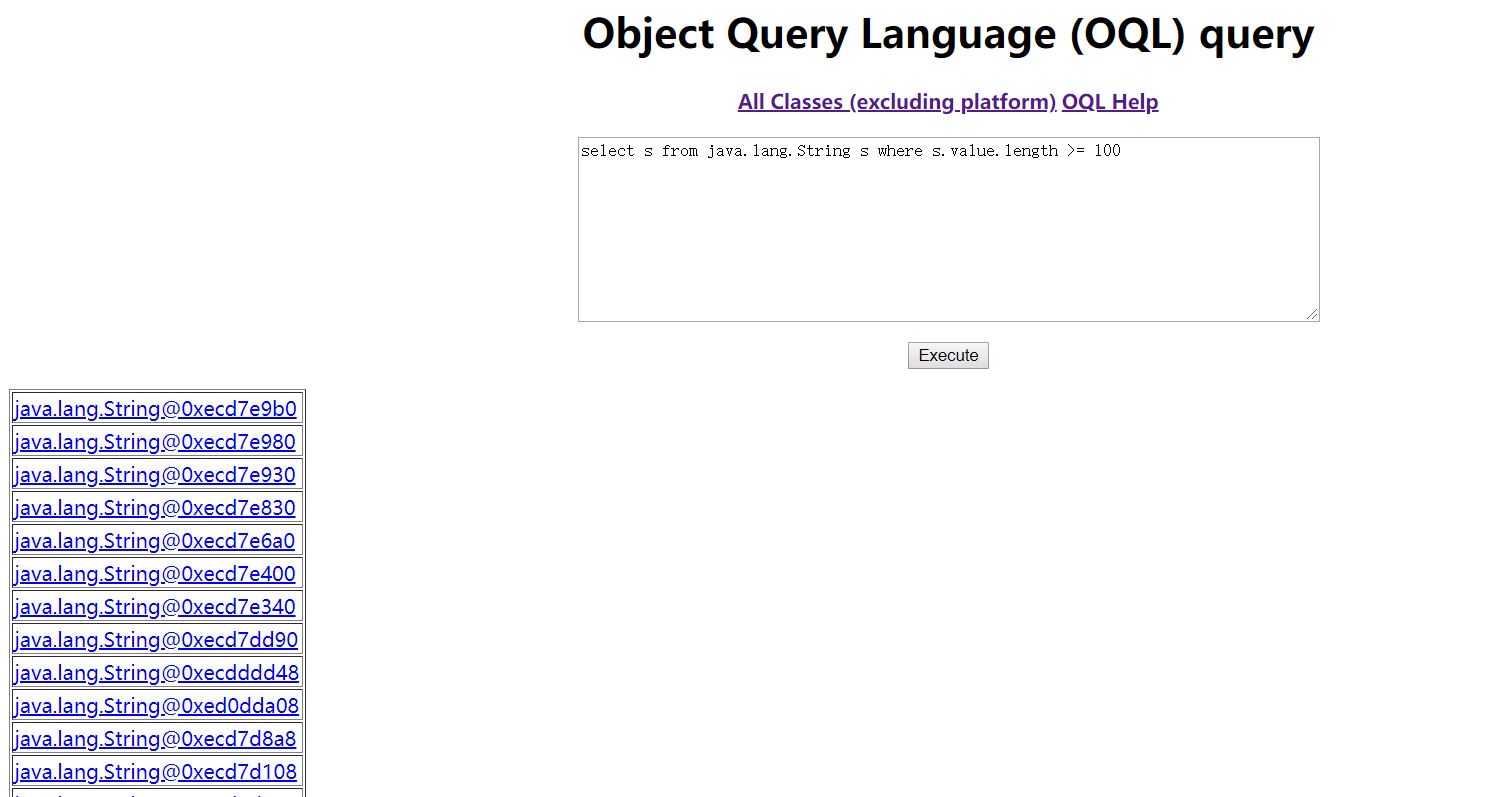 Object Query Language (OQL) query
All Classes (excluding platform) OQL Help
select s from java.lang.String s where s.value.length >= 100
Execute
java.lang.String@0xecd7e9b0
java.lang.String@0xecd7e980
java.lang.String@0xecd7e930
java.lang.String@0xecd7e830
java.lang.String@0xecd7e6a0
java.lang.String@0xecd7e400
java.lang.String@0xecd7e340
java.lang.String@0xecd7dd90
java.lang.String@0xecdddd48
java.lang.String@0xed0dda08
java.lang.String@0xecd7d8a8
java.lang.String@0xecd7d108